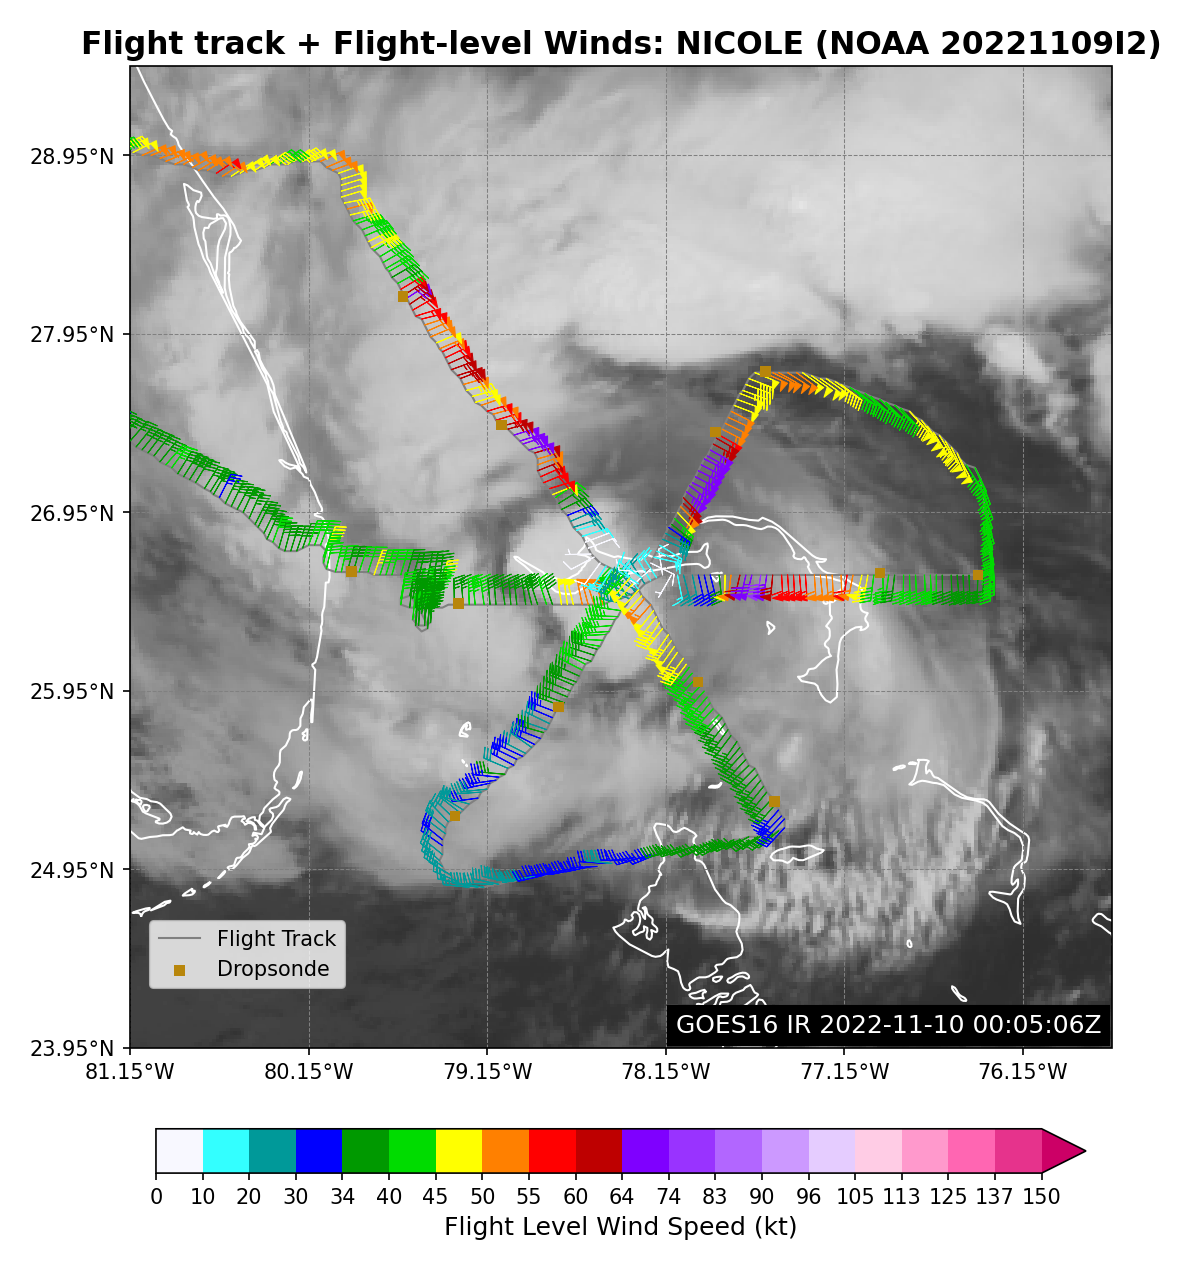 Flight track + Flight-level Winds: NICOLE (NOAA 20221109I2)
28.95°N
27.95°N
26.95°N
25.95°N
24.95°N
23.95°N
Flight Track
Dropsonde
GOES16 IR 2022-11-10 00:05:06Z
81.15°W 80.15°W 79.15°W 78.15°W 77.15°W 76.15°W
0 10 20 30 34 40 45 50 55 60 64 74 83 90 96 105 113 125 137 150
Flight Level Wind Speed (kt)